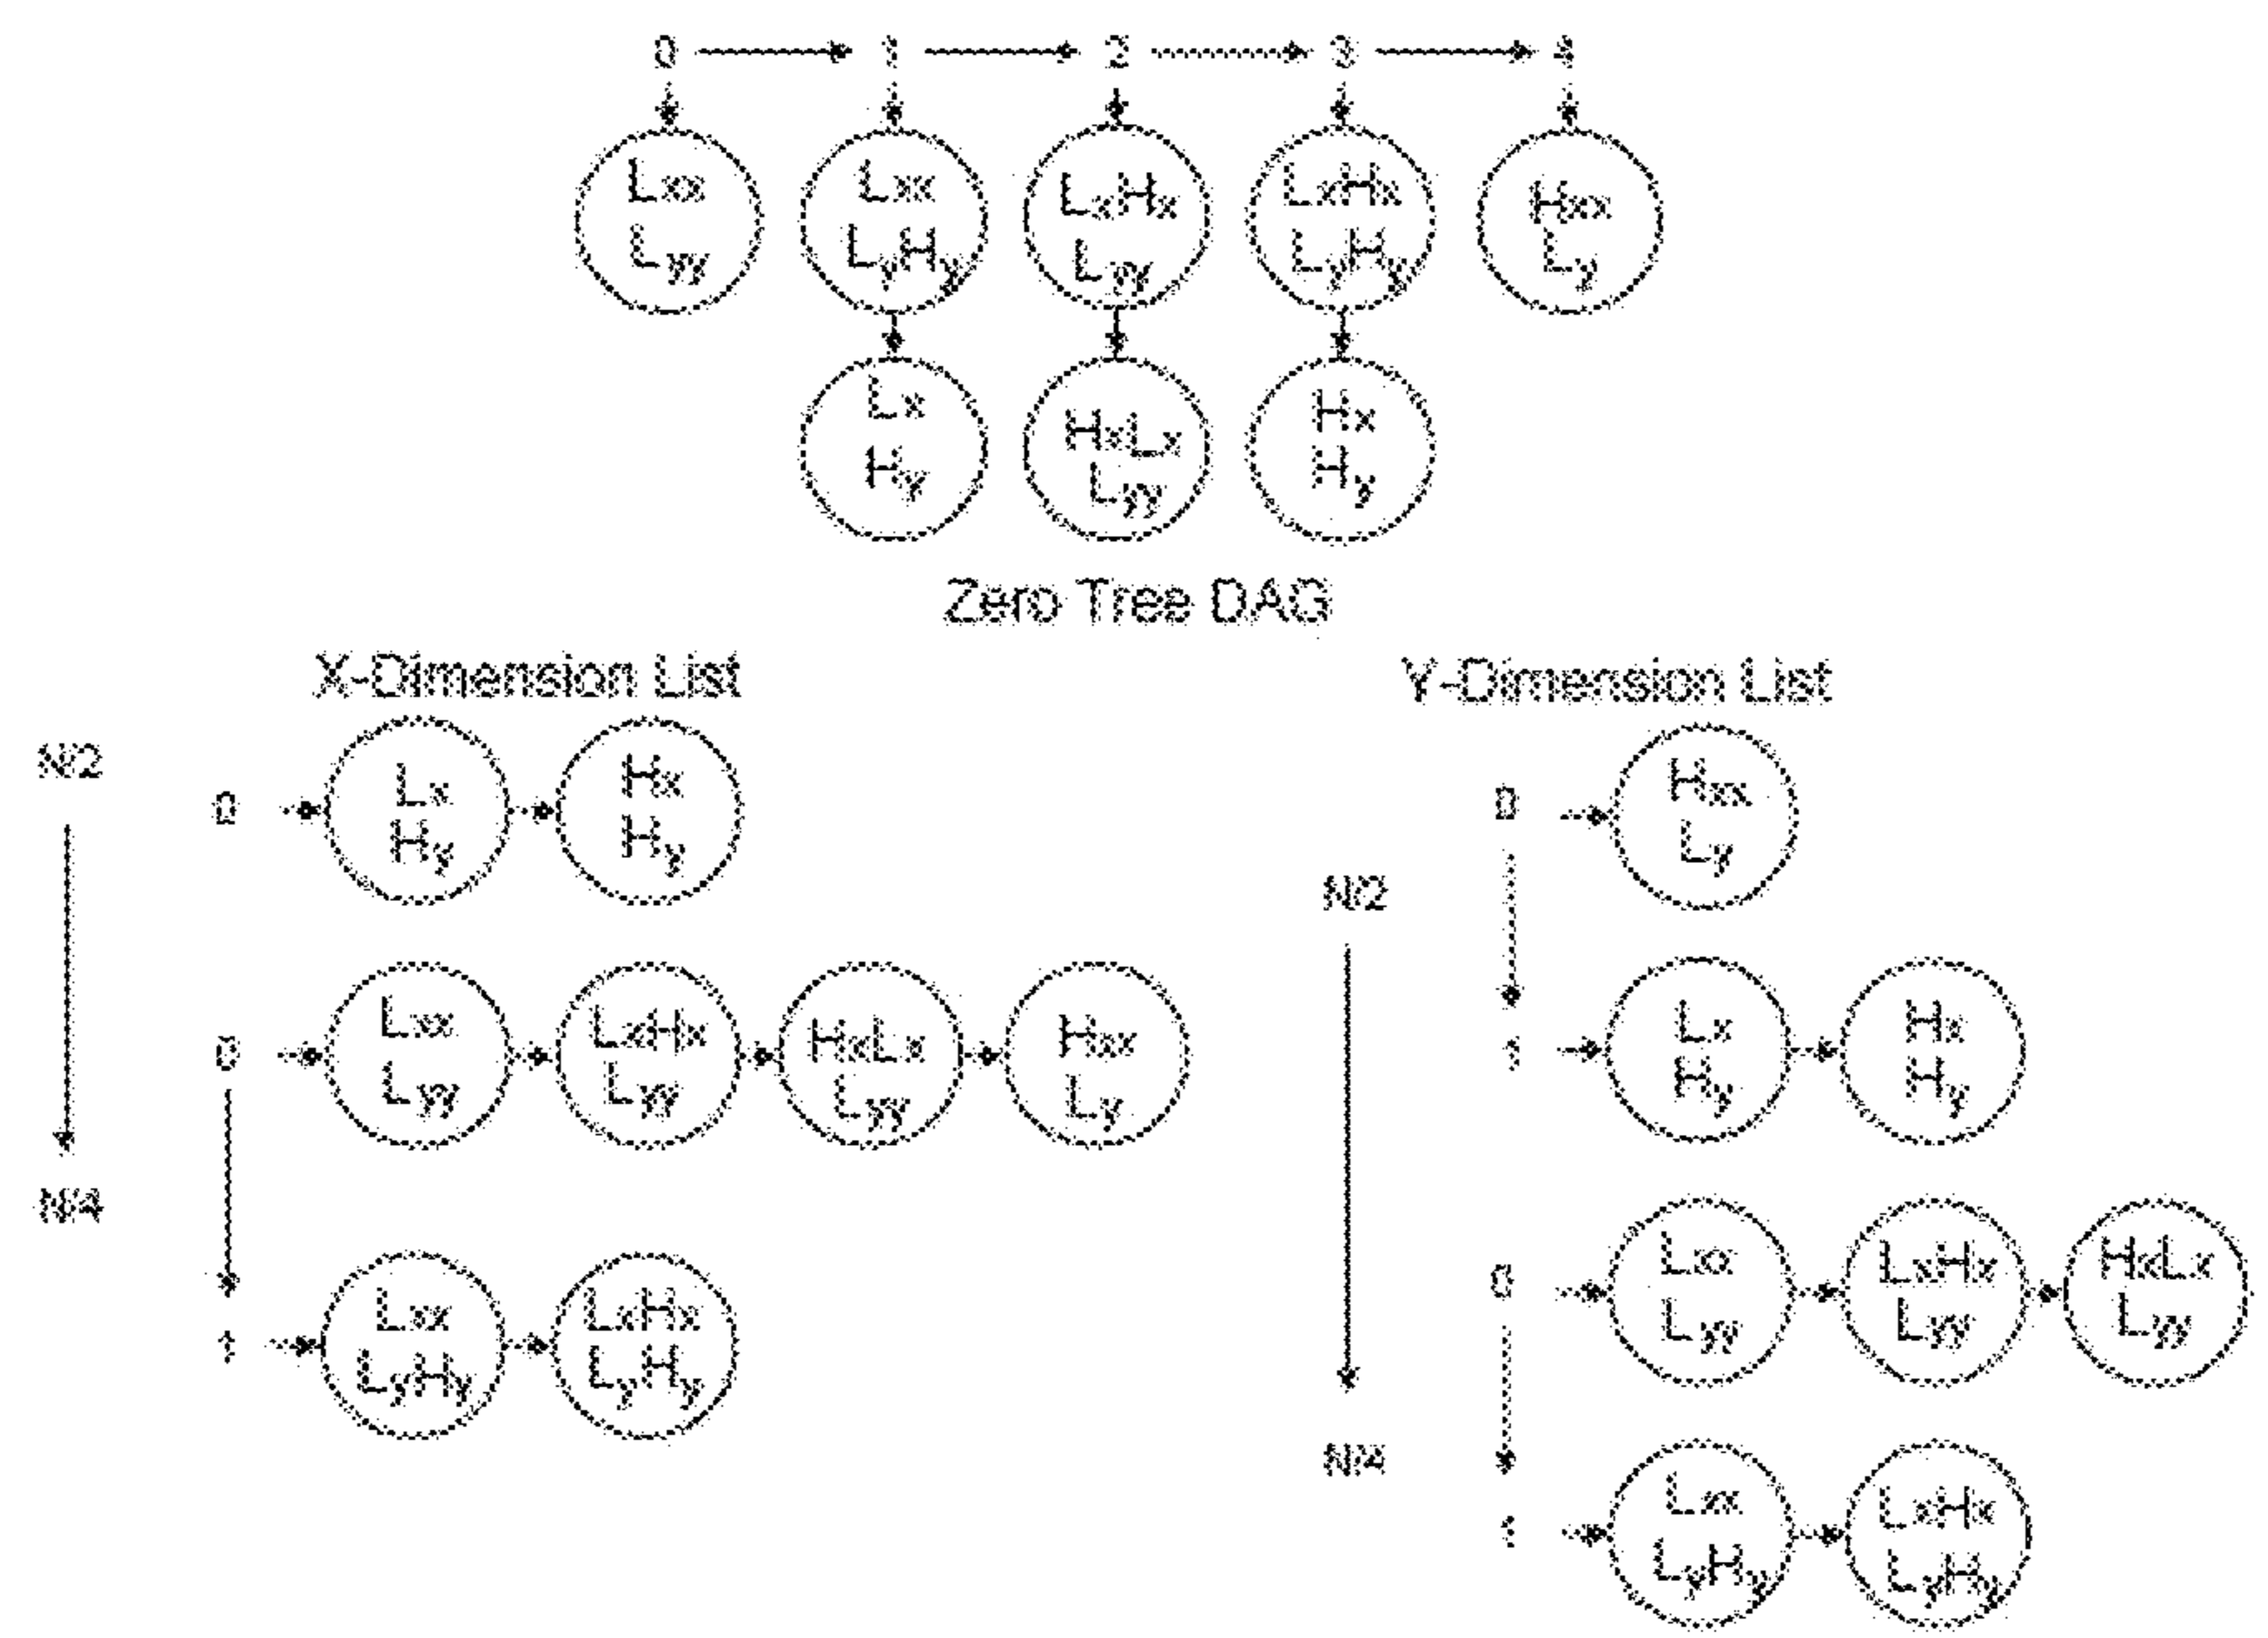 0 1 2 3 4
Lxx Lxx LxHx LxHx Hxx
Lyy LyHy Lyy LyHy Ly
Lx HxLx Hx
Hy Lyy Hy
Zero Tree DAG
X-Dimension List
N/2
0
Lx Hx
Hy Hy
0
Lxx LxHx HxLx Hxx
Lyy Lyy Lyy Ly
N/4
1
Lxx LxHx
LyHy LyHy
Y-Dimension List
0
Hxx
Ly
N/2
1
Lx Hx
Hy Hy
0
Lxx LxHx HxLx
Lyy Lyy Lyy
N/4
1
Lxx LxHx
LyHy LyHy